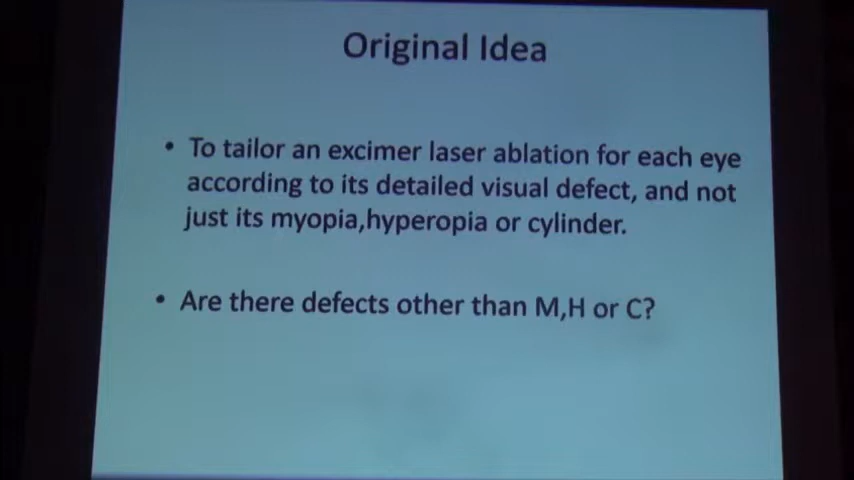 Original Idea
• To tailor an excimer laser ablation for each eye
according to its detailed visual defect, and not
just its myopia,hyperopia or cylinder.
• Are there defects other than M,H or C?